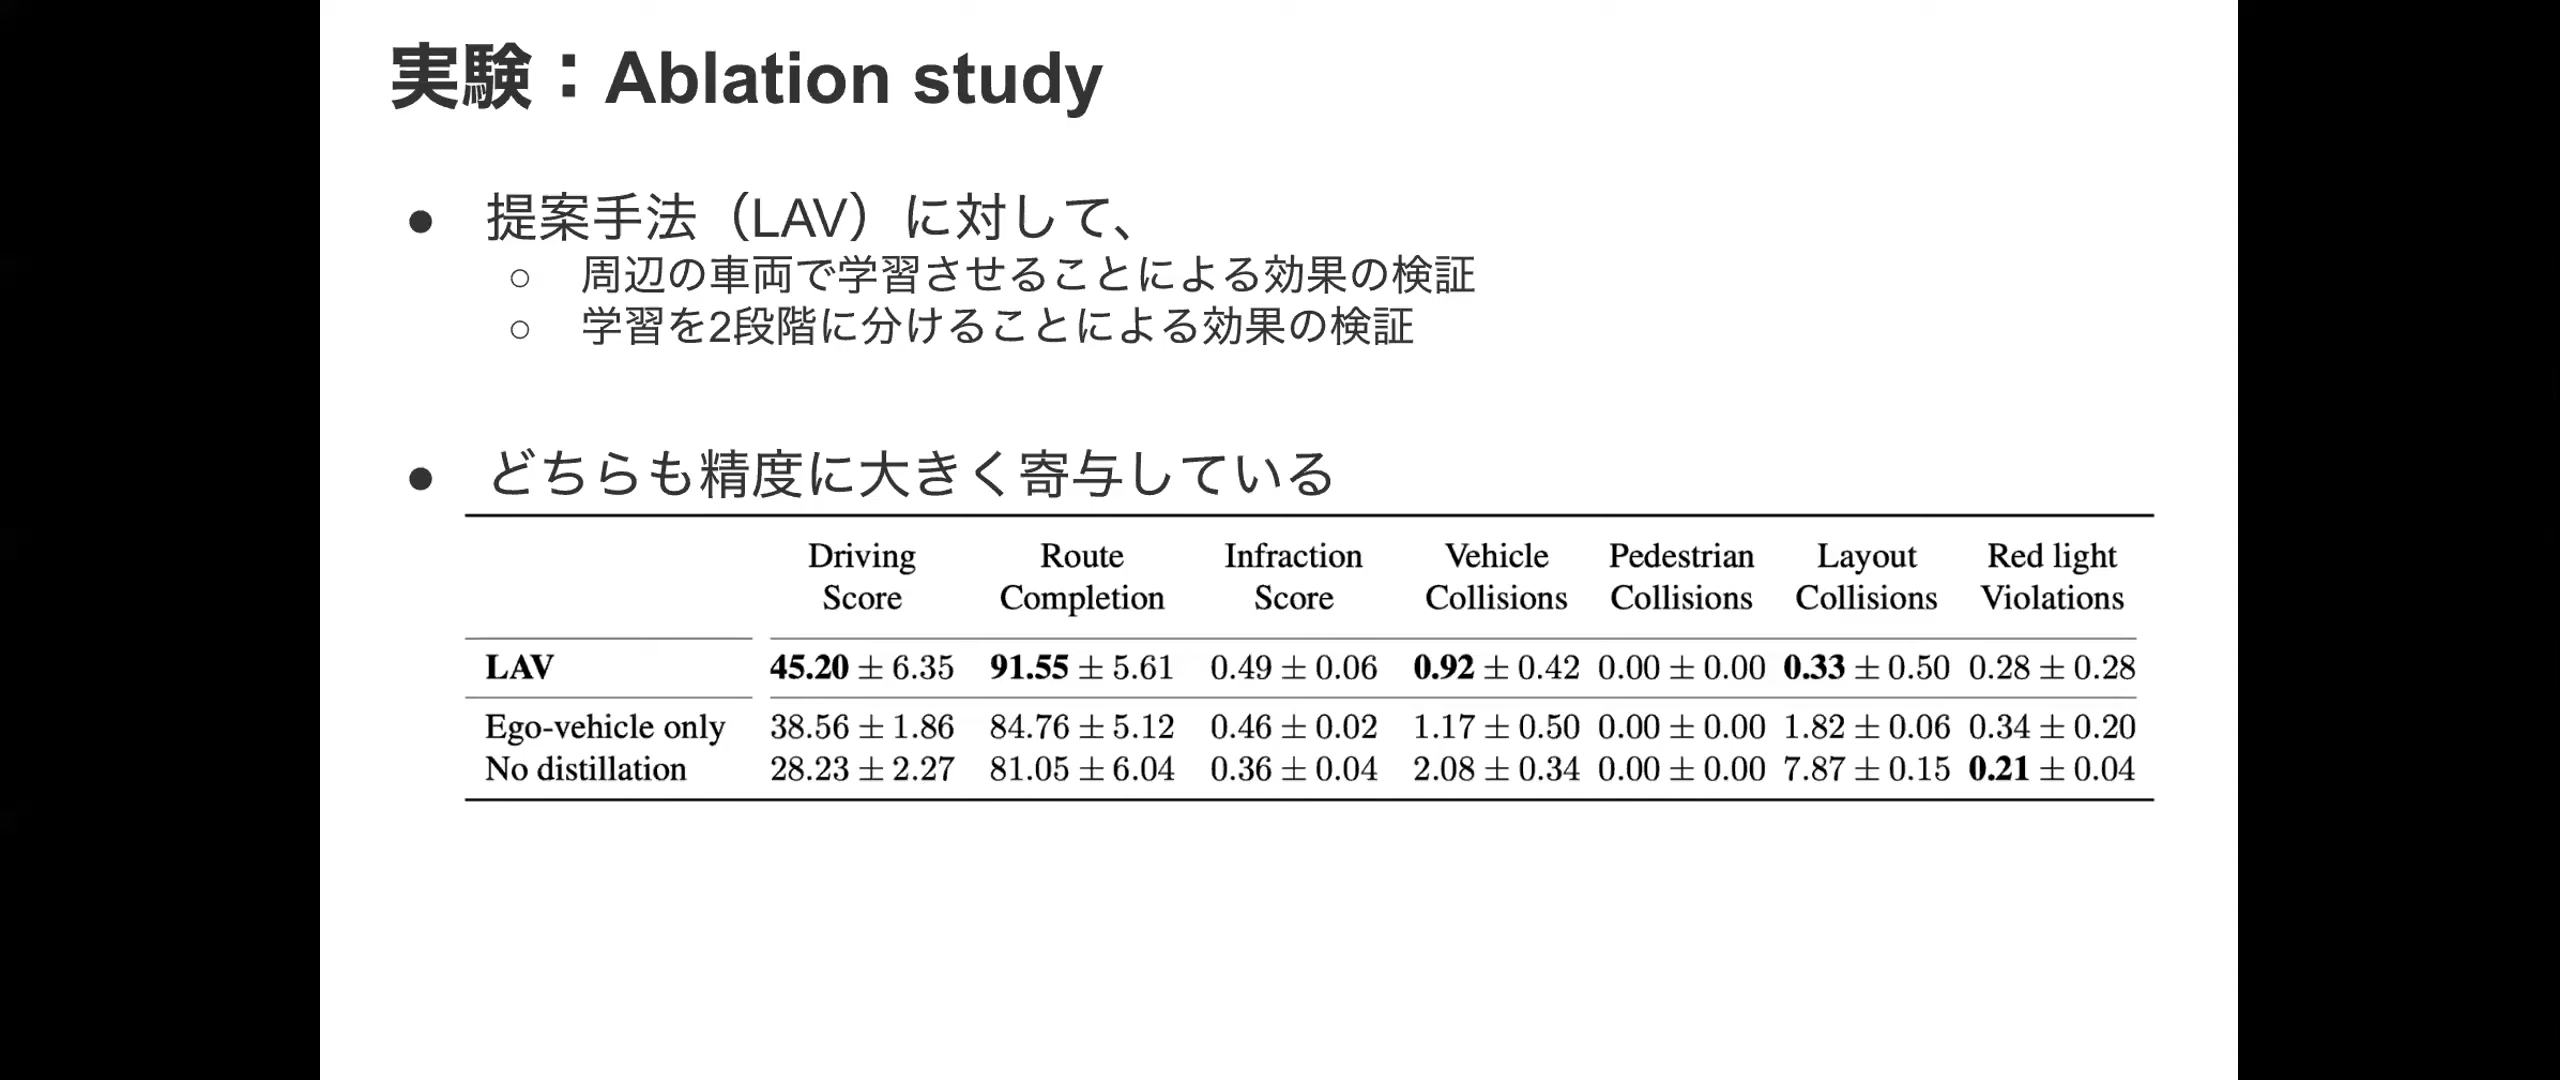 実験：Ablation study
● 提案手法（LAV）に対して、
○ 周辺の車両で学習させることによる効果の検証
○ 学習を2段階に分けることによる効果の検証
● どちらも精度に大きく寄与している
Driving Score Route Completion Infraction Score Vehicle Collisions Pedestrian Collisions Layout Collisions Red light Violations
LAV 45.20 ± 6.35 91.55 ± 5.61 0.49 ± 0.06 0.92 ± 0.42 0.00 ± 0.00 0.33 ± 0.50 0.28 ± 0.28
Ego-vehicle only 38.56 ± 1.86 84.76 ± 5.12 0.46 ± 0.02 1.17 ± 0.50 0.00 ± 0.00 1.82 ± 0.06 0.34 ± 0.20
No distillation 28.23 ± 2.27 81.05 ± 6.04 0.36 ± 0.04 2.08 ± 0.34 0.00 ± 0.00 7.87 ± 0.15 0.21 ± 0.04